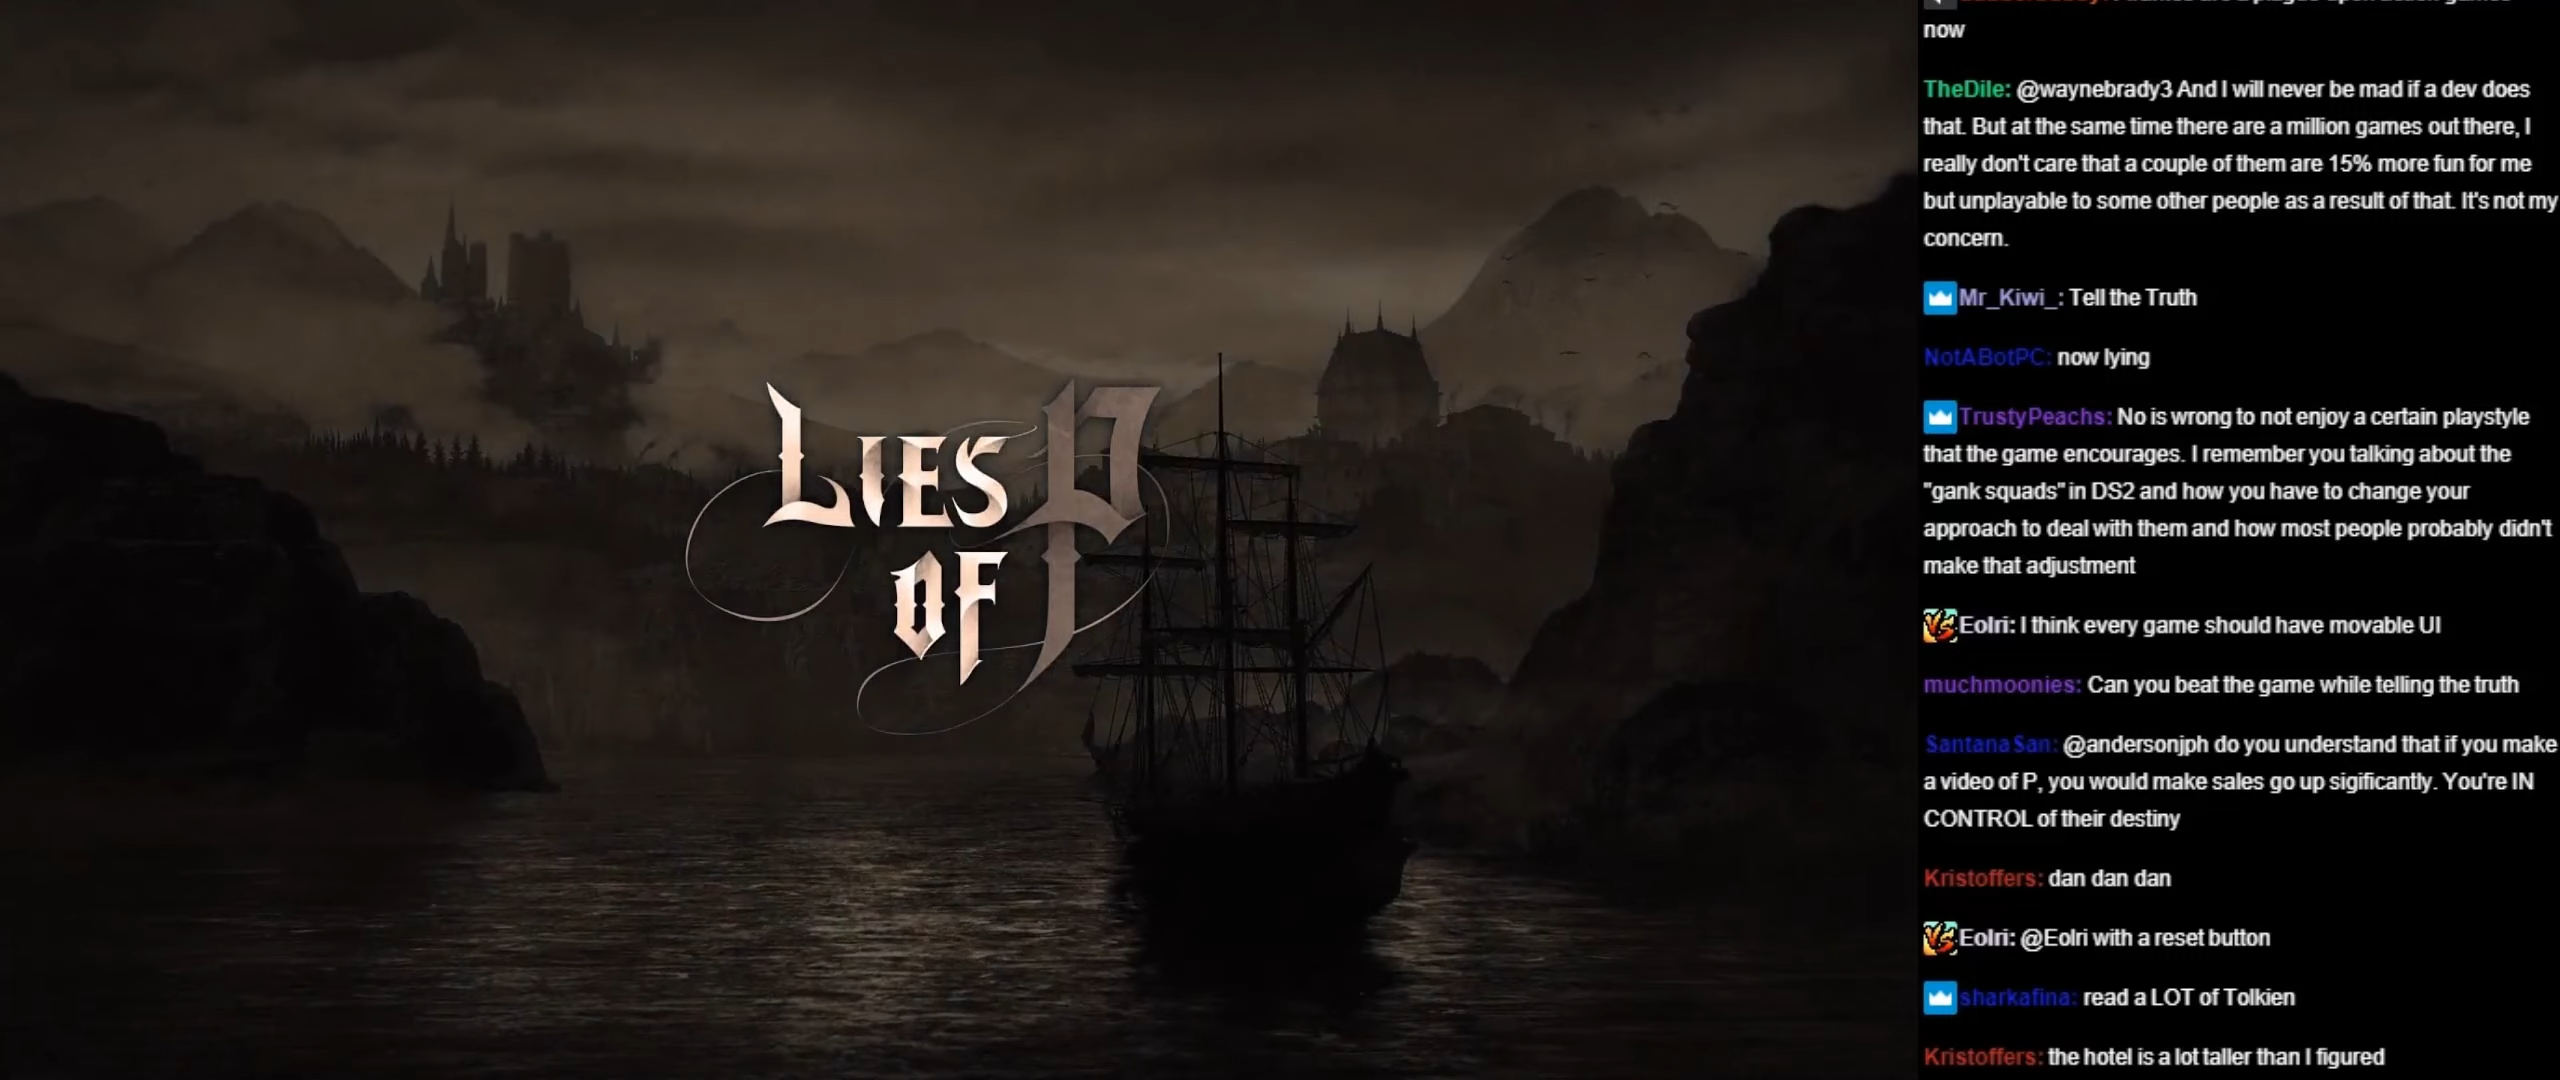 LIES P
OF
now
TheDile: @waynebrady3 And I will never be mad if a dev does
that. But at the same time there are a million games out there, I
really don't care that a couple of them are 15% more fun for me
but unplayable to some other people as a result of that. It's not my
concern.
Mr_Kiwi_: Tell the Truth
NotABotPC: now lying
TrustyPeachs: No is wrong to not enjoy a certain playstyle
that the game encourages. I remember you talking about the
"gank squads" in DS2 and how you have to change your
approach to deal with them and how most people probably didn't
make that adjustment
VS Eolri: I think every game should have movable UI
muchmoonies: Can you beat the game while telling the truth
SantanaSan: @andersonjph do you understand that if you make
a video of P, you would make sales go up sigificantly. You're IN
CONTROL of their destiny
Kristoffers: dan dan dan
VS Eolri: @Eolri with a reset button
sharkafina: read a LOT of Tolkien
Kristoffers: the hotel is a lot taller than I figured